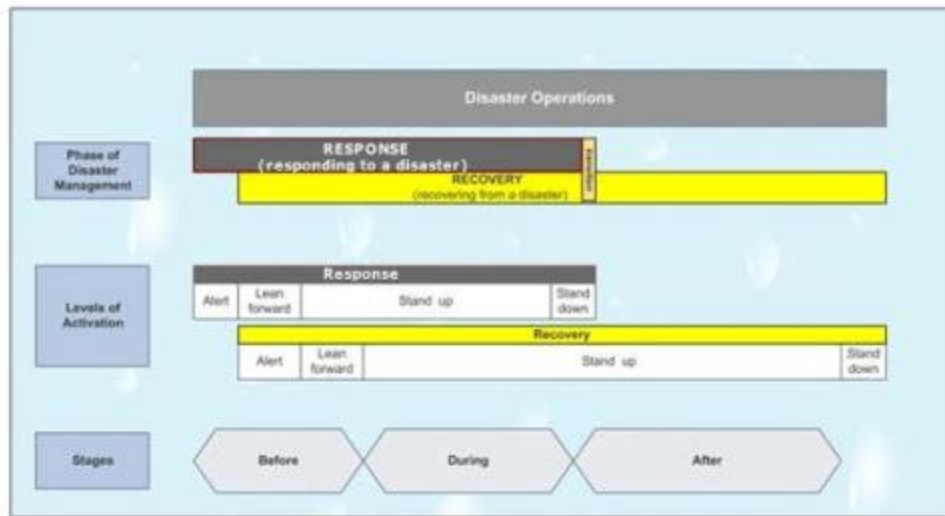 Disaster Operations
Phase of
Disaster
Management
RESPONSE
(responding to a disaster)
Transition
RECOVERY
(recovering from a disaster)
Levels of
Activation
Response
Alert
Lean
forward
Stand up
Stand
down
Recovery
Alert
Lean
forward
Stand up
Stand
down
Stages
Before
During
After